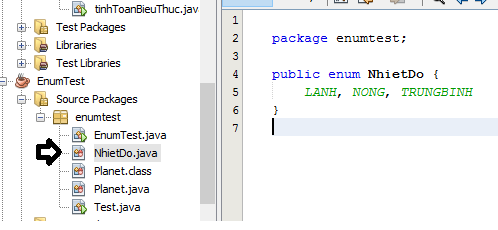 tinhToanBieuThuc.jav
Test Packages
Libraries
Test Libraries
EnumTest
Source Packages
enumtest
EnumTest.java
NhietDo.java
Planet.class
Planet.java
Test.java
1
2 package enumtest;
3
4 public enum NhietDo {
5 LANH, NONG, TRUNGBINH
6 }
7